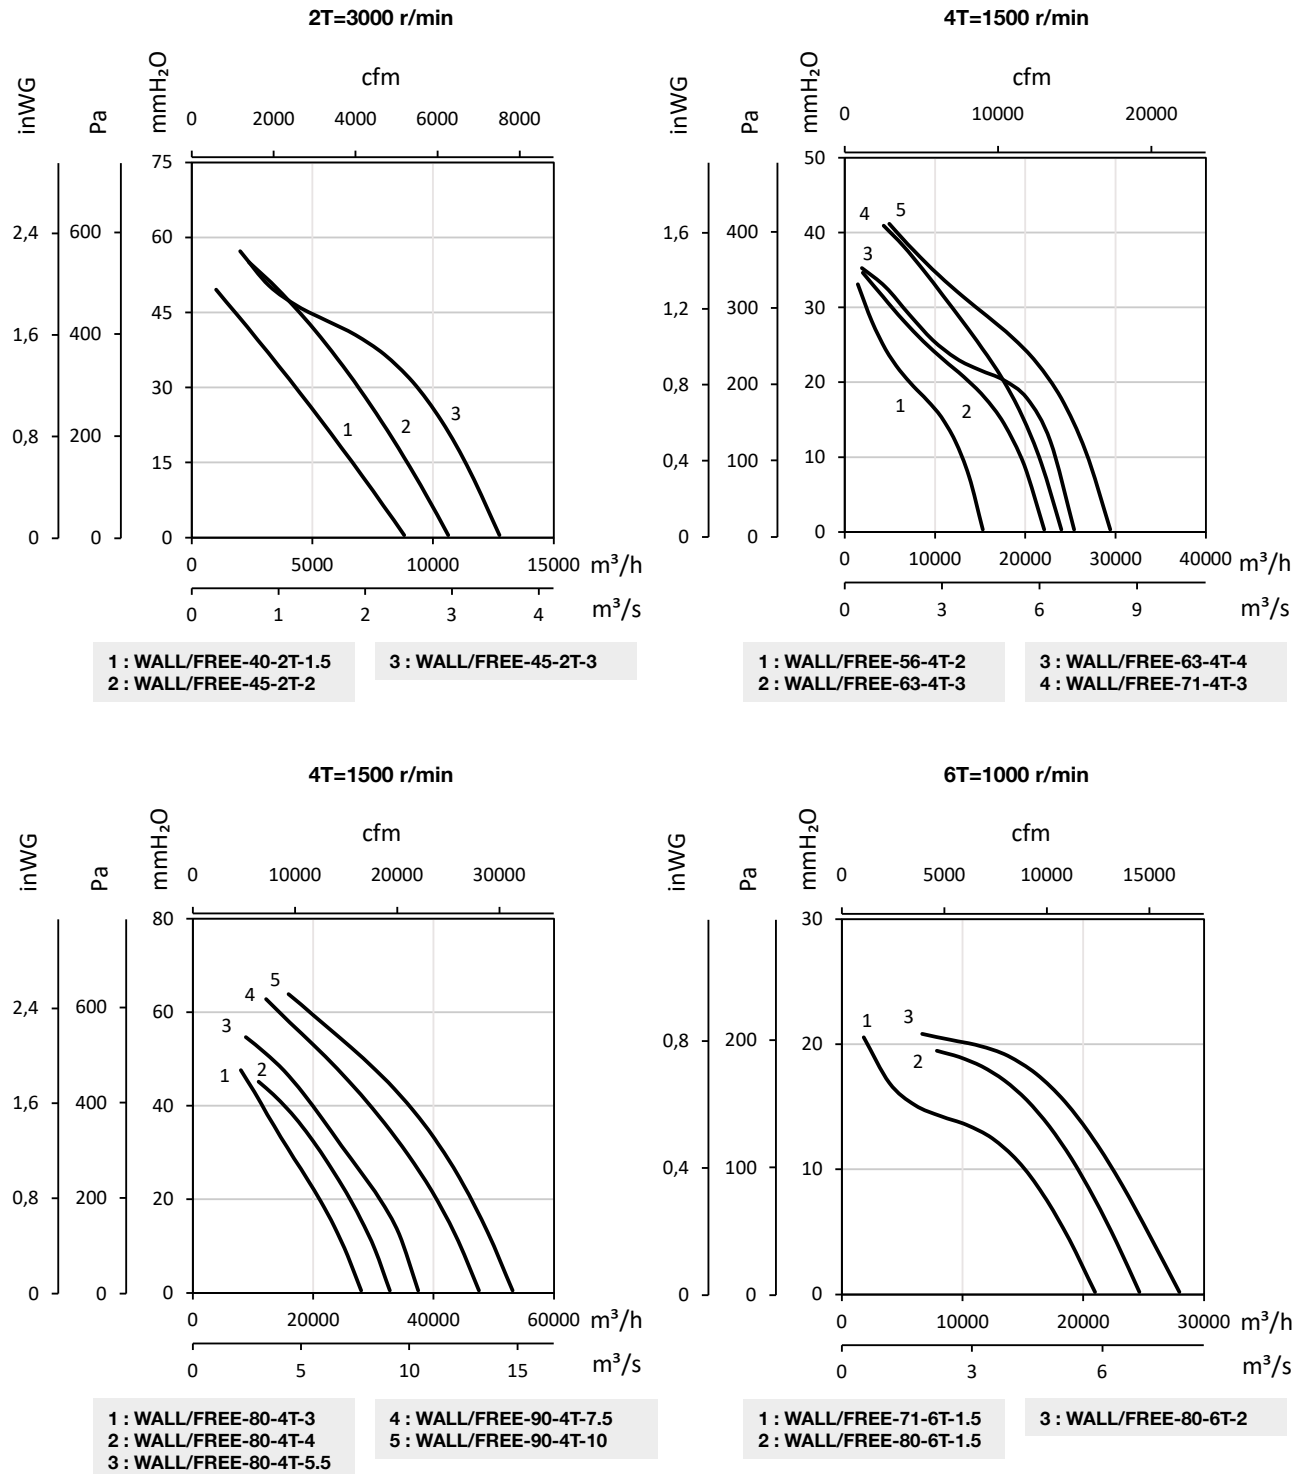 2T=3000 r/min
inWG
Pa
mmH₂O
cfm
0 2000 4000 6000 8000
75
60
45
30
15
0
2,4
1,6
0,8
0
600
400
200
0
1
2
3
0 5000 10000 15000 m³/h
0 1 2 3 4 m³/s
1 : WALL/FREE-40-2T-1.5
2 : WALL/FREE-45-2T-2
3 : WALL/FREE-45-2T-3
4T=1500 r/min
inWG
Pa
mmH₂O
cfm
0 10000 20000
50
40
30
20
10
0
1,6
1,2
0,8
0,4
0
400
300
200
100
0
4
5
3
1
2
0 10000 20000 30000 40000 m³/h
0 3 6 9 m³/s
1 : WALL/FREE-56-4T-2
2 : WALL/FREE-63-4T-3
3 : WALL/FREE-63-4T-4
4 : WALL/FREE-71-4T-3
4T=1500 r/min
inWG
Pa
mmH₂O
cfm
0 10000 20000 30000
80
60
40
20
0
2,4
1,6
0,8
0
600
400
200
0
5
4
3
2
1
0 20000 40000 60000 m³/h
0 5 10 15 m³/s
1 : WALL/FREE-80-4T-3
2 : WALL/FREE-80-4T-4
3 : WALL/FREE-80-4T-5.5
4 : WALL/FREE-90-4T-7.5
5 : WALL/FREE-90-4T-10
6T=1000 r/min
inWG
Pa
mmH₂O
cfm
0 5000 10000 15000
30
20
10
0
0,8
0,4
0
200
100
0
1
3
2
0 10000 20000 30000 m³/h
0 3 6 m³/s
1 : WALL/FREE-71-6T-1.5
2 : WALL/FREE-80-6T-1.5
3 : WALL/FREE-80-6T-2